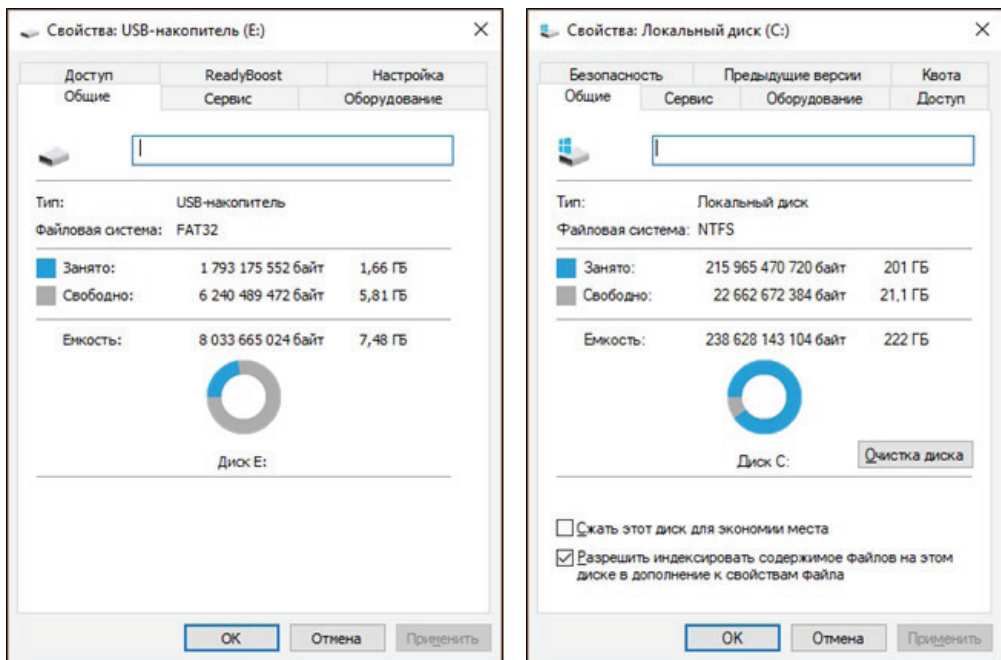 Свойства: USB-накопитель (E:)
Доступ ReadyBoost Настройка
Общие Сервис Оборудование
Тип: USB-накопитель
Файловая система: FAT32
Занято: 1 793 175 552 байт 1,66 ГБ
Свободно: 6 240 489 472 байт 5,81 ГБ
Емкость: 8 033 665 024 байт 7,48 ГБ
Диск E:
OK Отмена Применить
Свойства: Локальный диск (C:)
Безопасность Предыдущие версии Квота
Общие Сервис Оборудование Доступ
Тип: Локальный диск
Файловая система: NTFS
Занято: 215 965 470 720 байт 201 ГБ
Свободно: 22 662 672 384 байт 21,1 ГБ
Емкость: 238 628 143 104 байт 222 ГБ
Диск C: Очистка диска
Сжать этот диск для экономии места
Разрешить индексировать содержимое файлов на этом
диске в дополнение к свойствам файла
OK Отмена Применить